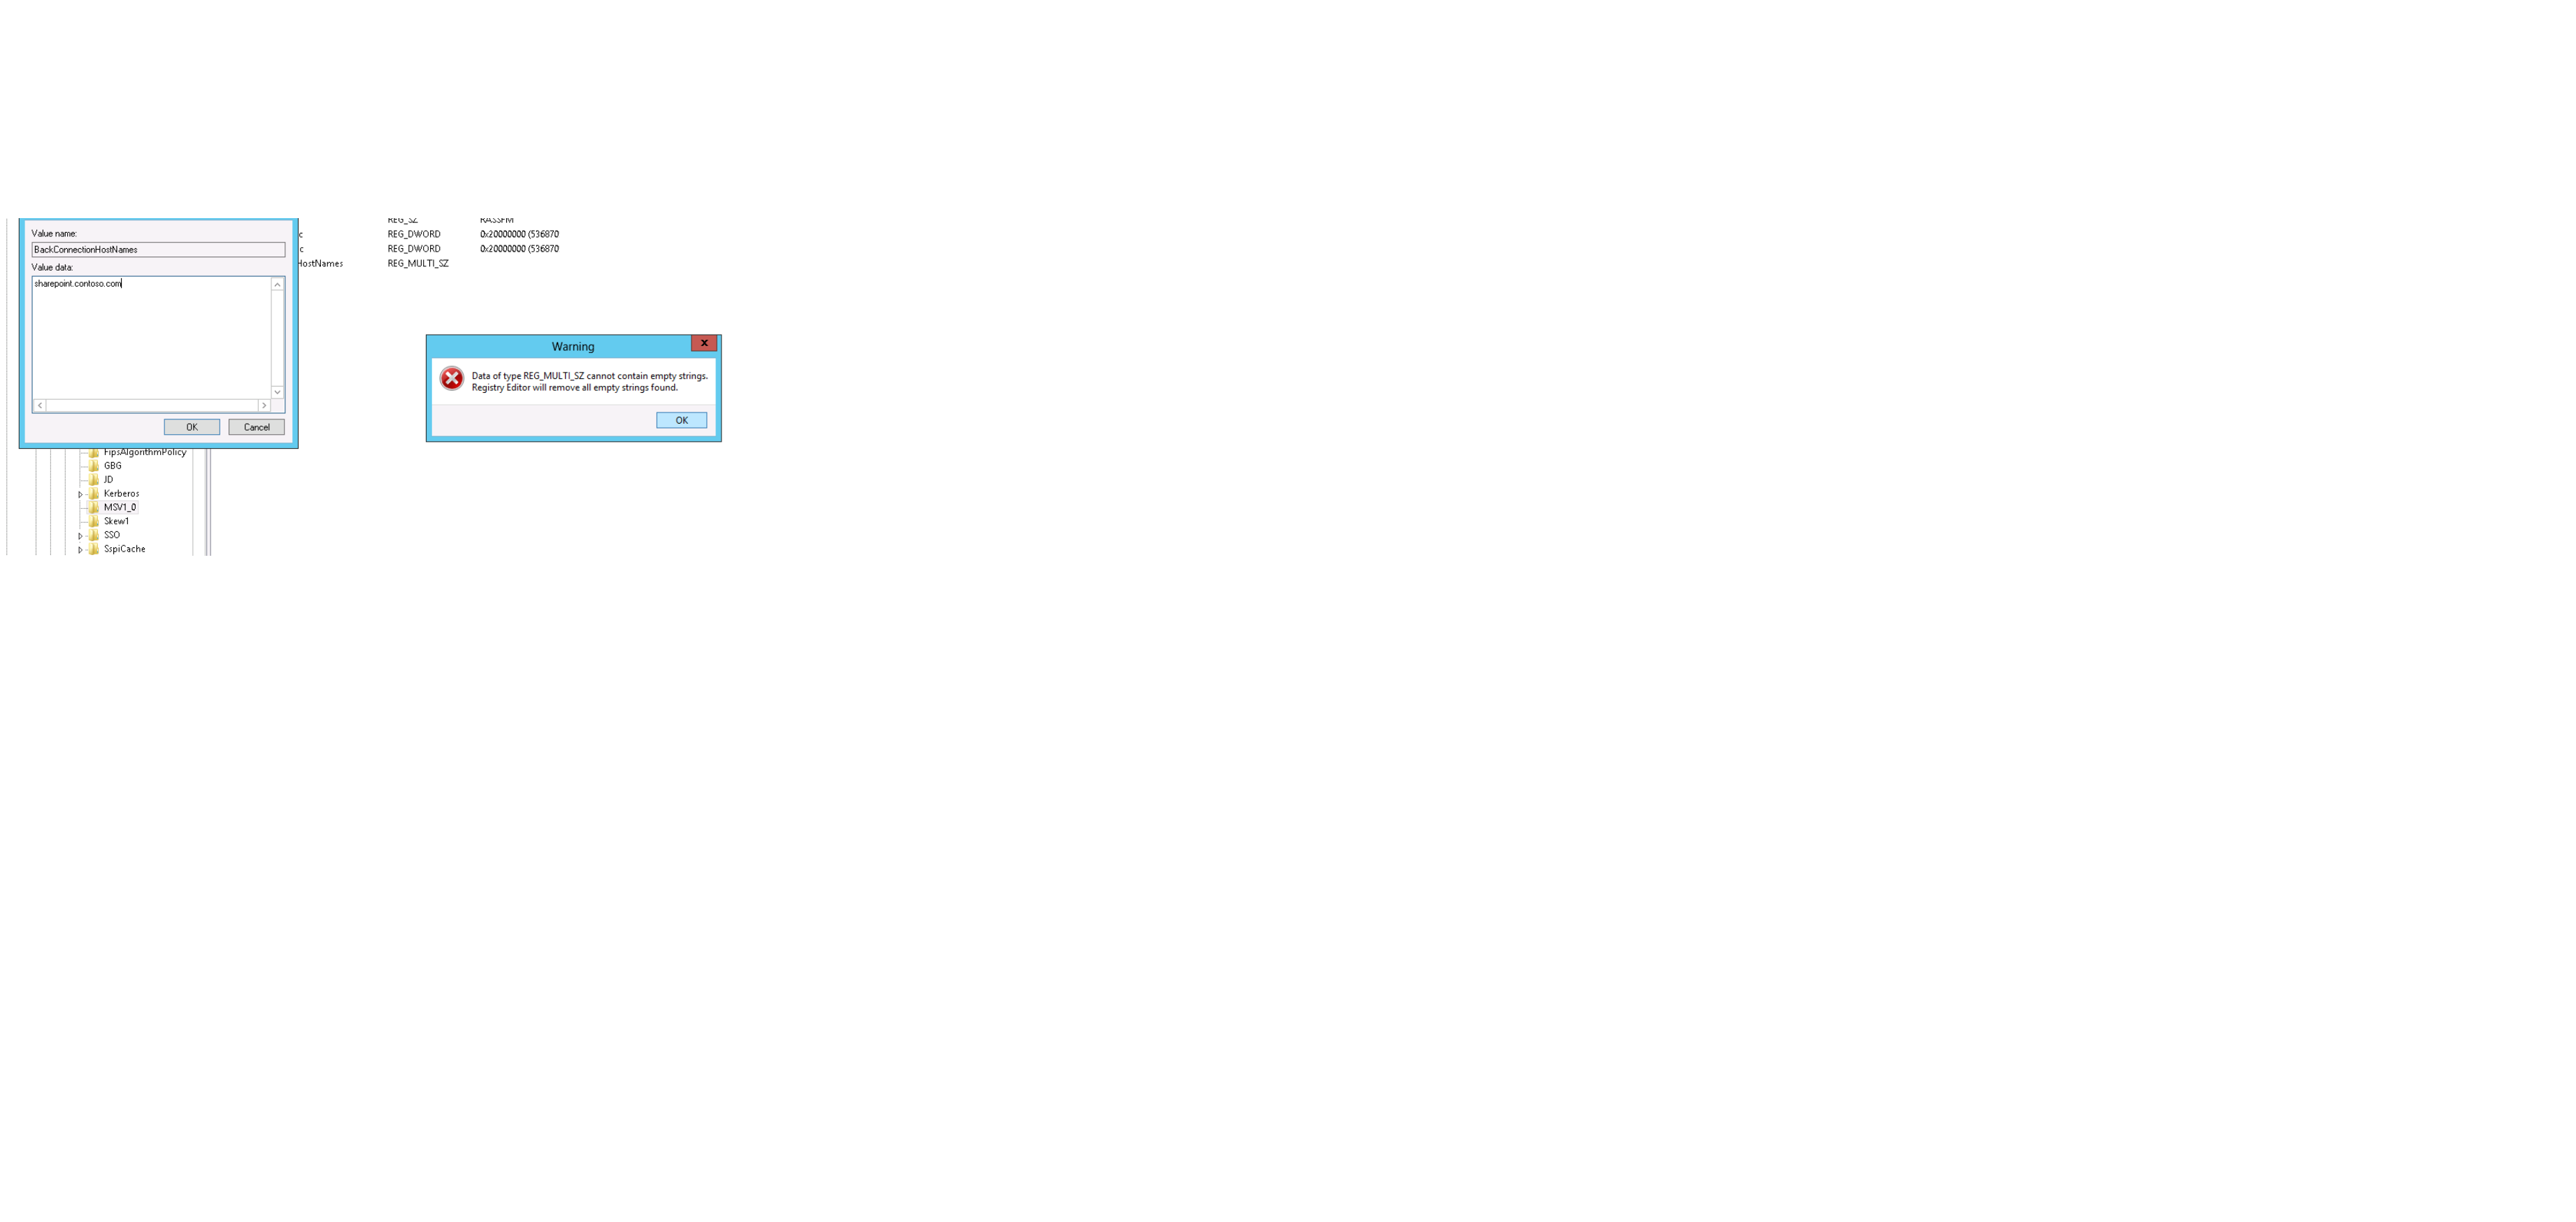 REG_SZ RASSFM
Value name:
c REG_DWORD 0x20000000 (536870
BackConnectionHostNames
c REG_DWORD 0x20000000 (536870
Value data:
HostNames REG_MULTI_SZ
sharepoint.contoso.com
Warning
X
Data of type REG_MULTI_SZ cannot contain empty strings.
Registry Editor will remove all empty strings found.
OK
OK Cancel
FipsAlgorithmPolicy
GBG
JD
Kerberos
MSV1_0
Skew1
SSO
SspiCache